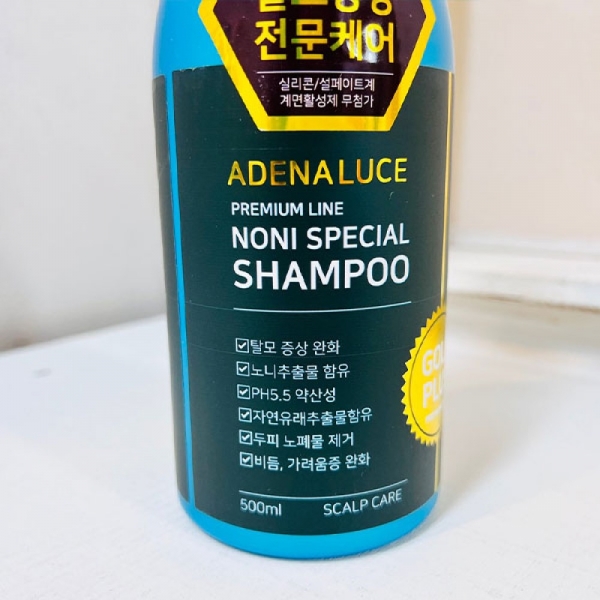 전문케어
실리콘/설페이트계
계면활성제 무첨가
ADENALUCE
PREMIUM LINE
NONI SPECIAL
SHAMPOO
☑탈모 증상 완화
☑노니추출물 함유
☑PH5.5 약산성
☑자연유래추출물함유
☑두피 노폐물 제거
☑비듬, 가려움증 완화
500ml
SCALP CARE